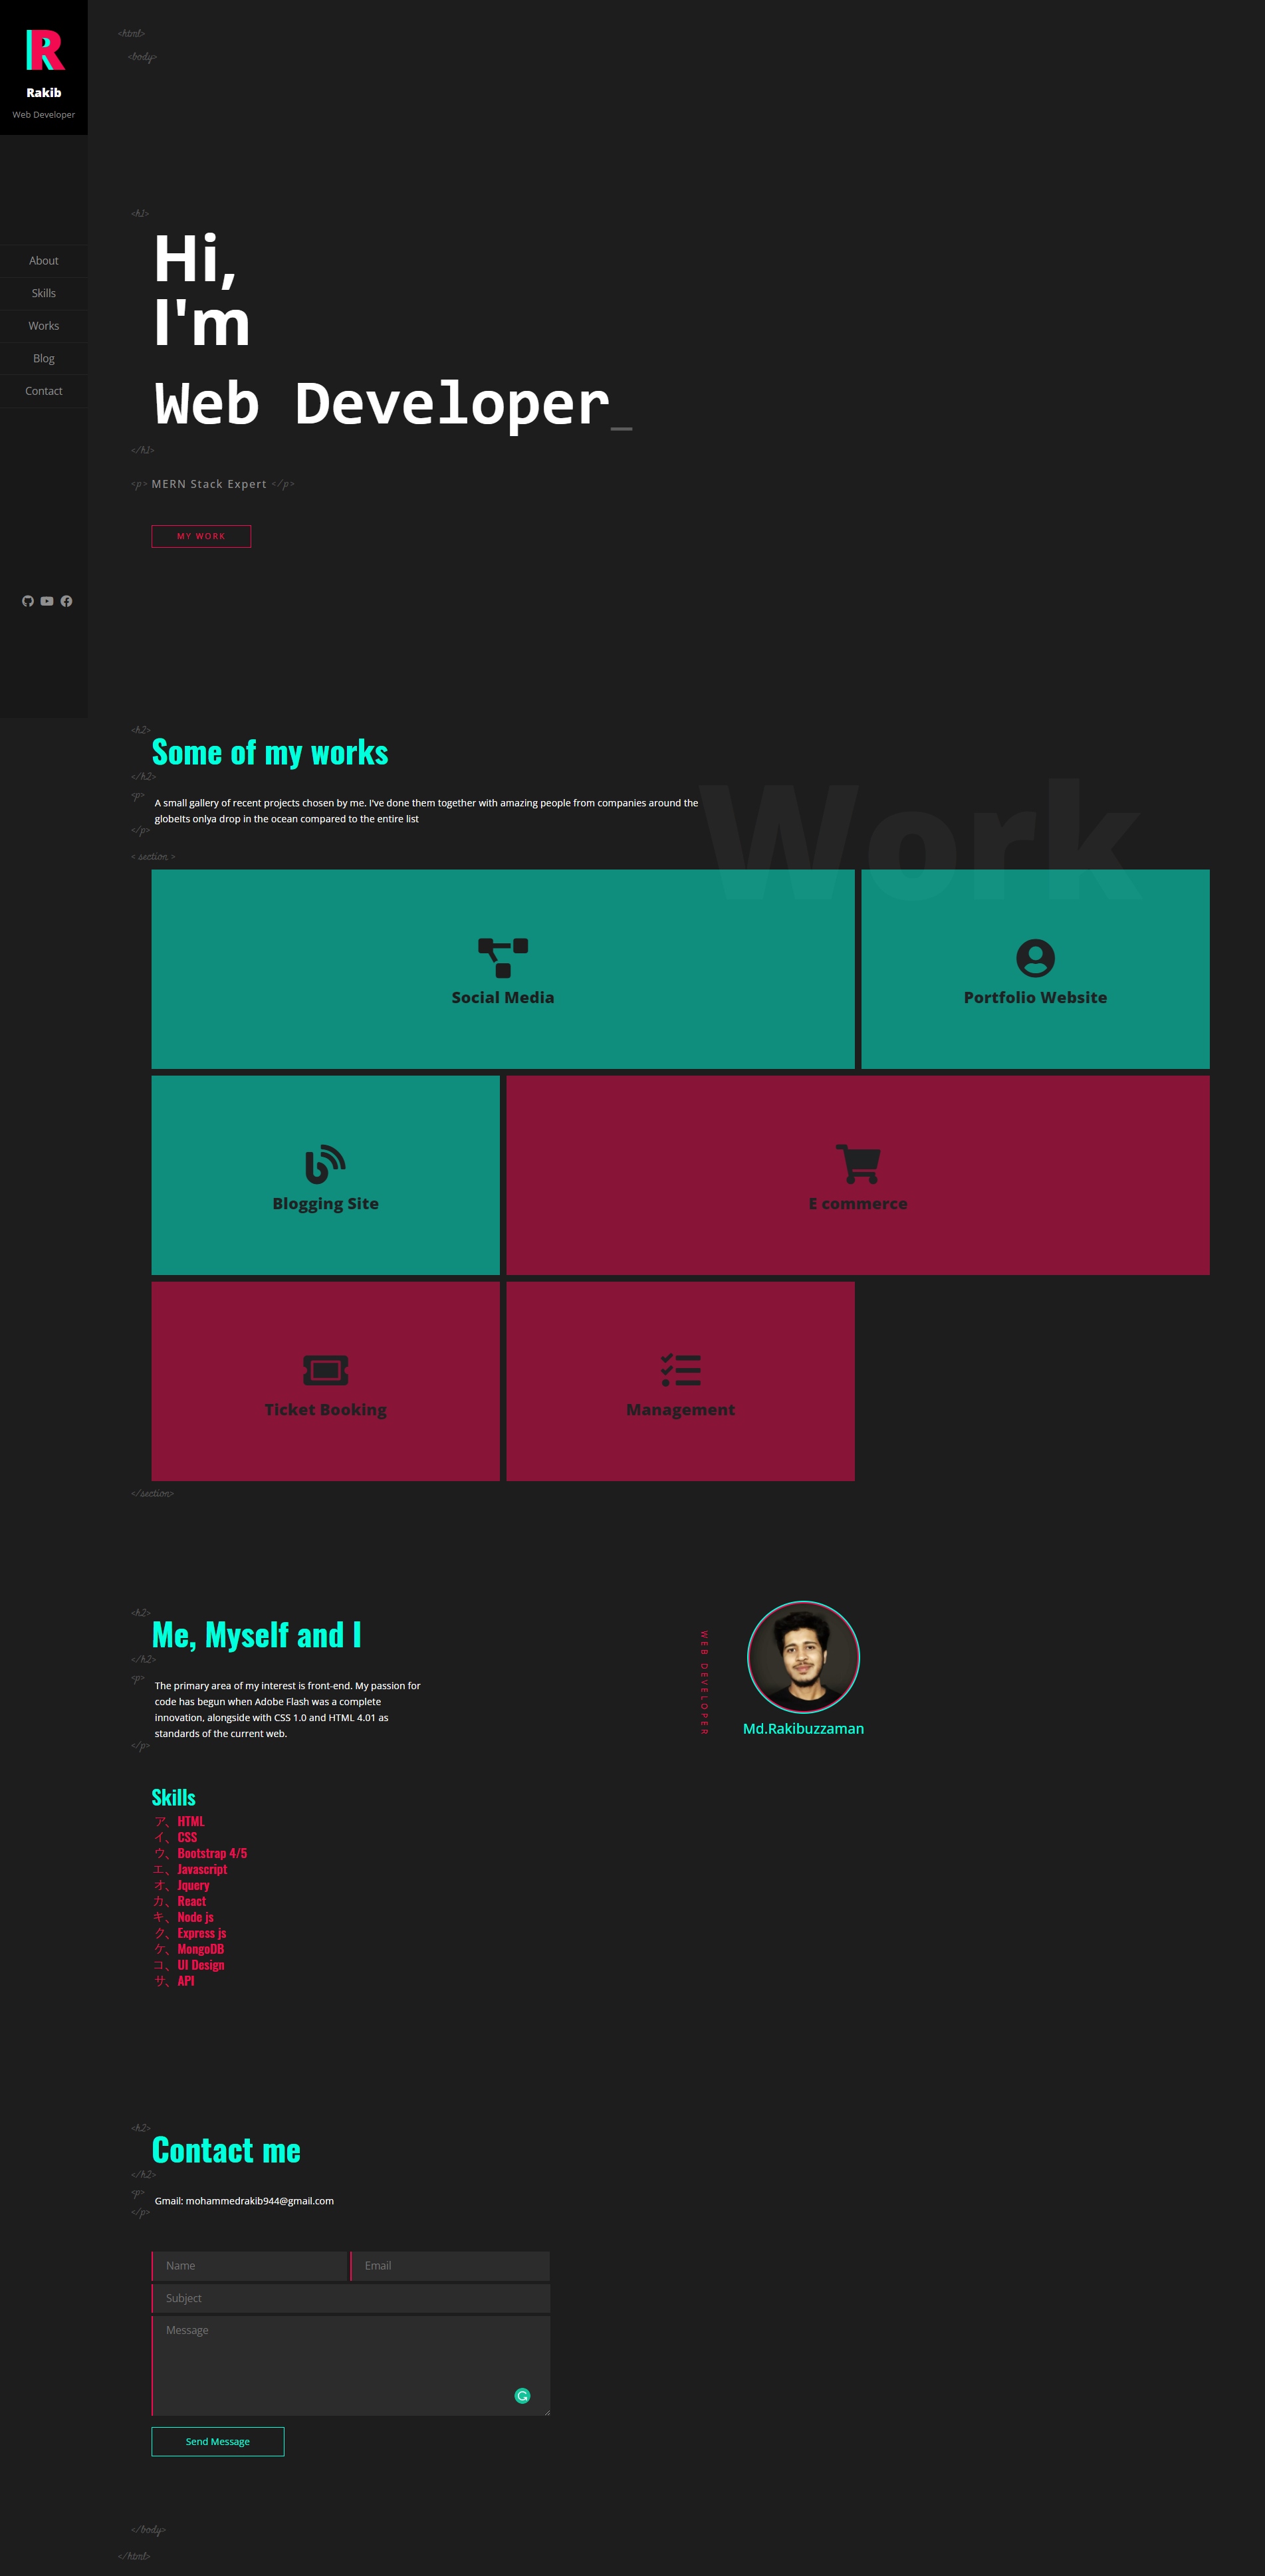 R
Rakib
Web Developer
About
Skills
Works
Blog
Contact
<html>
<body>
<h1>
Hi,
I'm
Web Developer_
</h1>
<p> MERN Stack Expert </p>
MY WORK
<h2>
Some of my works
</h2>
<p>
A small gallery of recent projects chosen by me. I've done them together with amazing people from companies around the
globeIts onlya drop in the ocean compared to the entire list
</p>
Work
< section >
Social Media
Portfolio Website
Blogging Site
E commerce
Ticket Booking
Management
</section>
<h2>
Me, Myself and I
</h2>
<p>
The primary area of my interest is front-end. My passion for
code has begun when Adobe Flash was a complete
innovation, alongside with CSS 1.0 and HTML 4.01 as
standards of the current web.
</p>
WEB DEVELOPER
Md.Rakibuzzaman
Skills
ア、HTML
イ、CSS
ウ、Bootstrap 4/5
エ、Javascript
オ、Jquery
カ、React
キ、Node js
ク、Express js
ケ、MongoDB
コ、UI Design
サ、API
<h2>
Contact me
</h2>
<p>
Gmail: mohammedrakib944@gmail.com
</p>
Name
Email
Subject
Message
Send Message
</body>
</html>